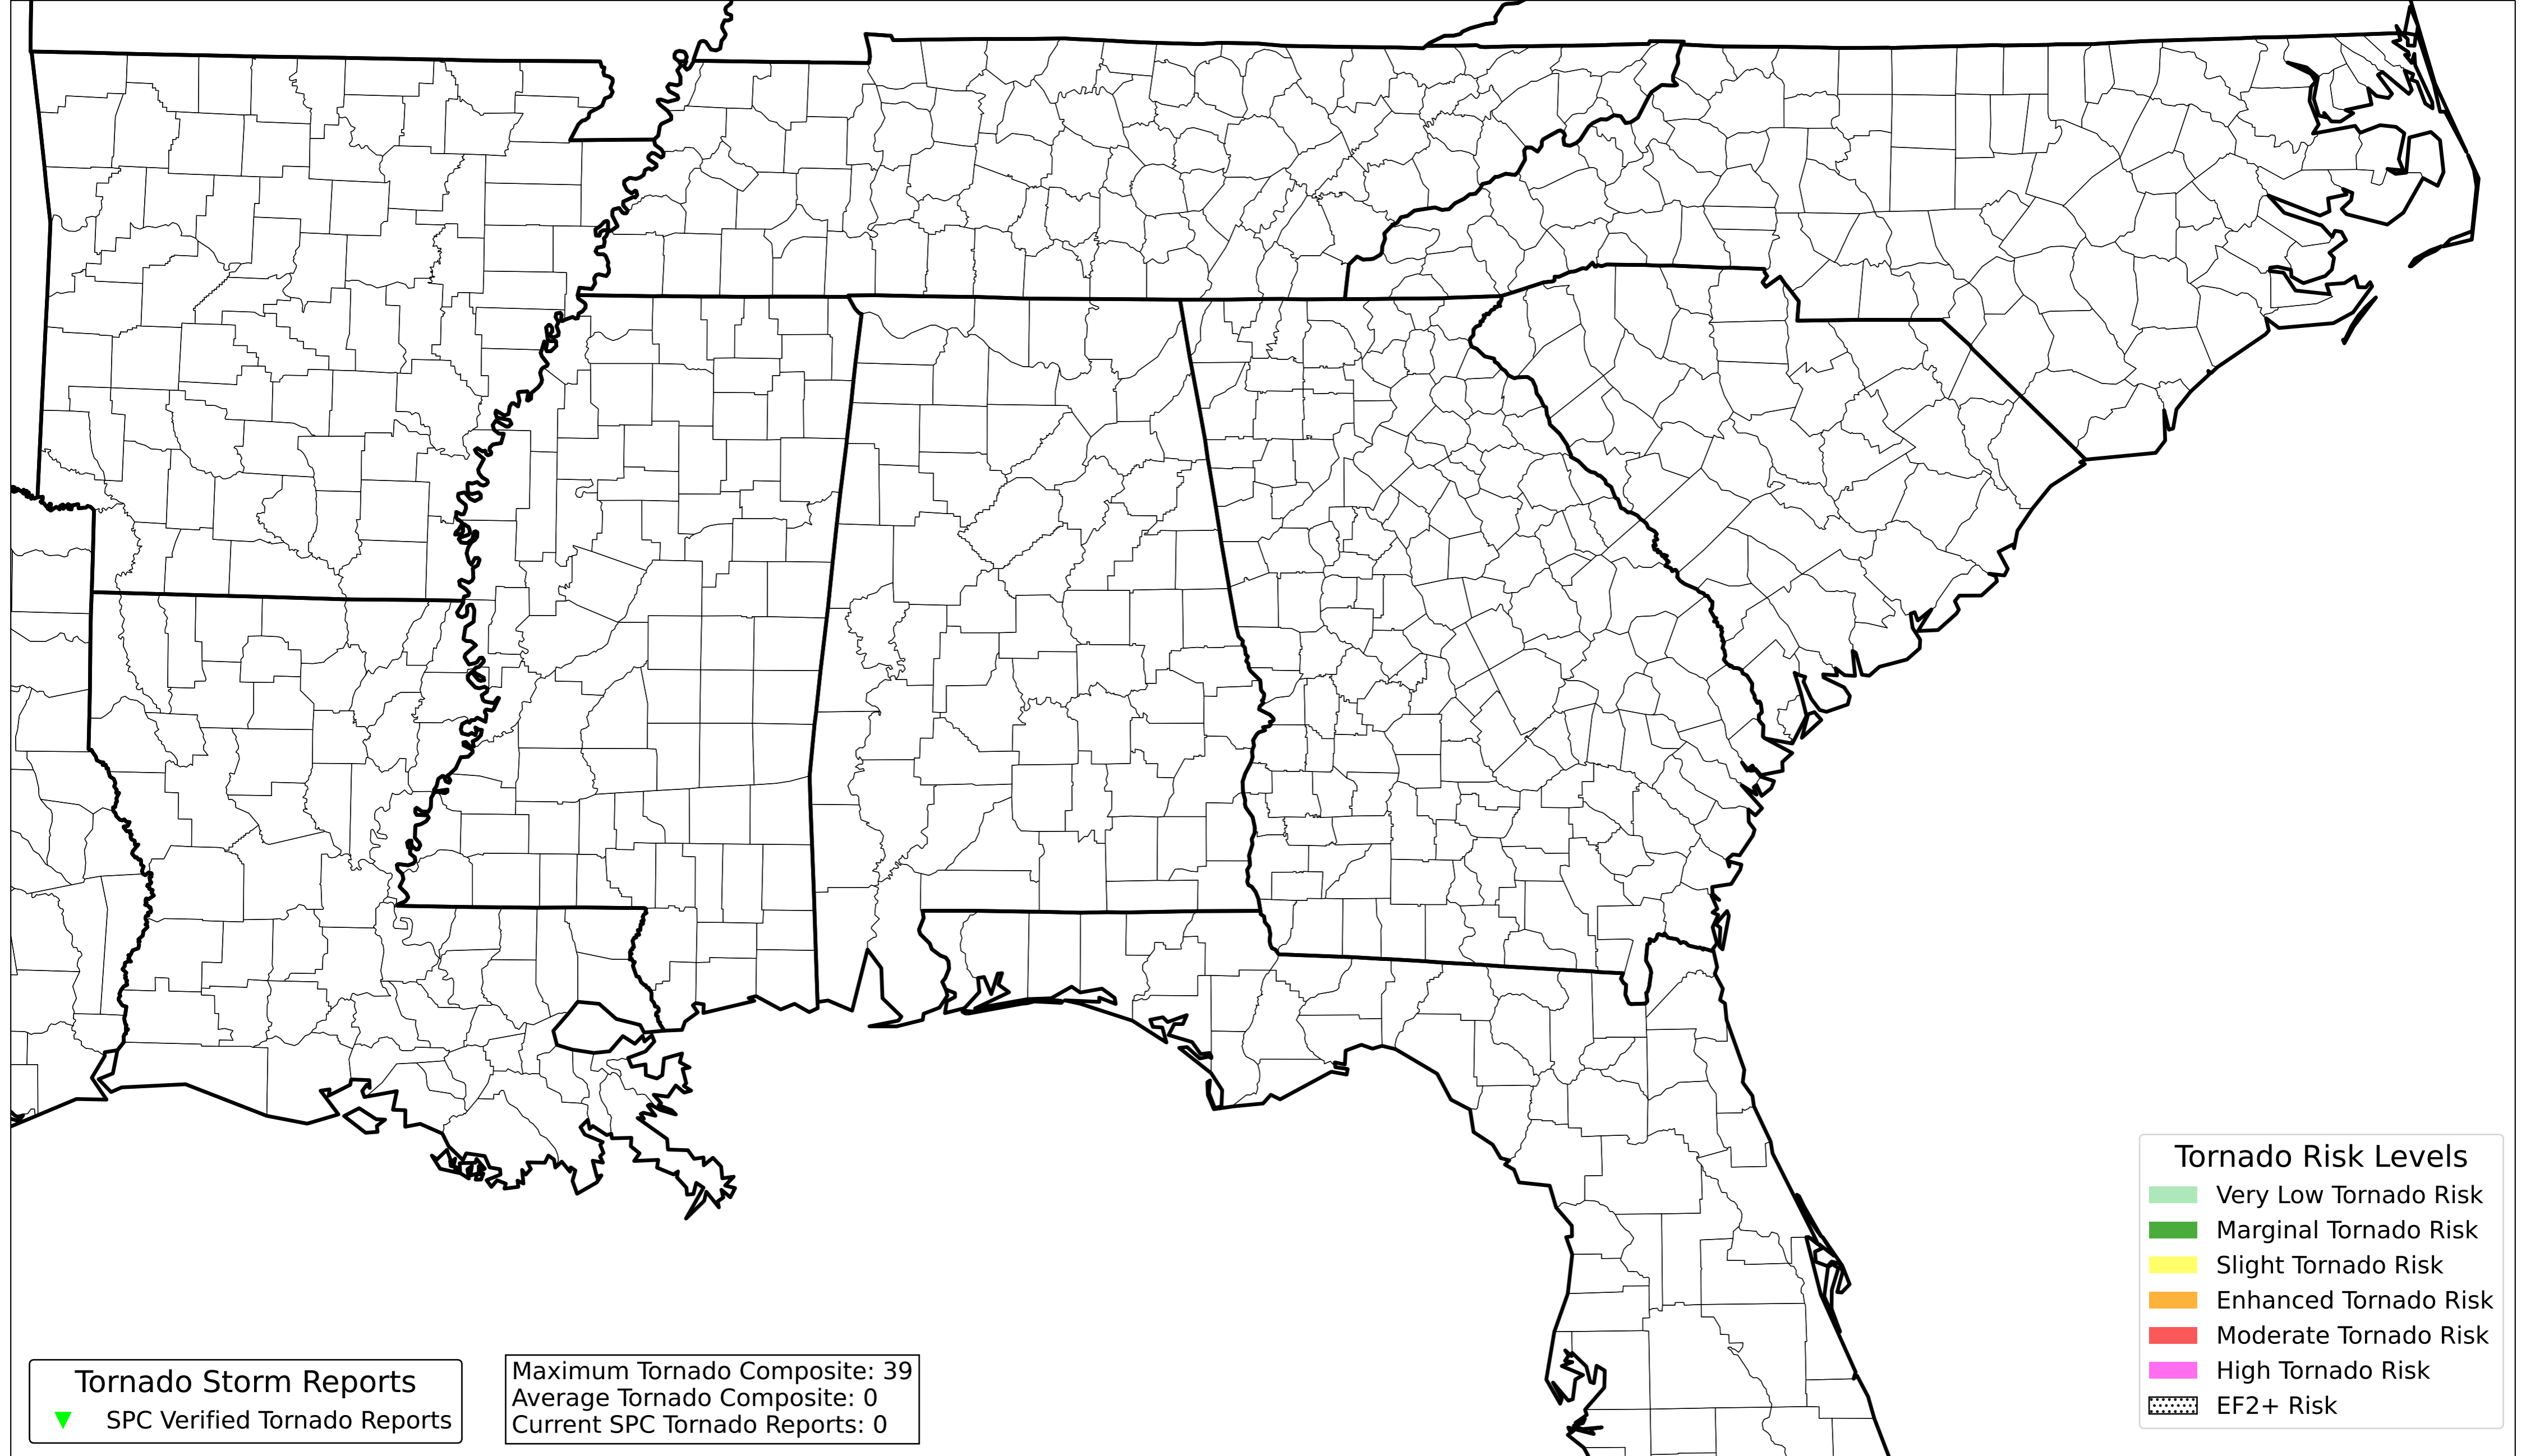 Tornado Storm Reports
SPC Verified Tornado Reports
Maximum Tornado Composite: 39
Average Tornado Composite: 0
Current SPC Tornado Reports: 0
Tornado Risk Levels
Very Low Tornado Risk
Marginal Tornado Risk
Slight Tornado Risk
Enhanced Tornado Risk
Moderate Tornado Risk
High Tornado Risk
EF2+ Risk